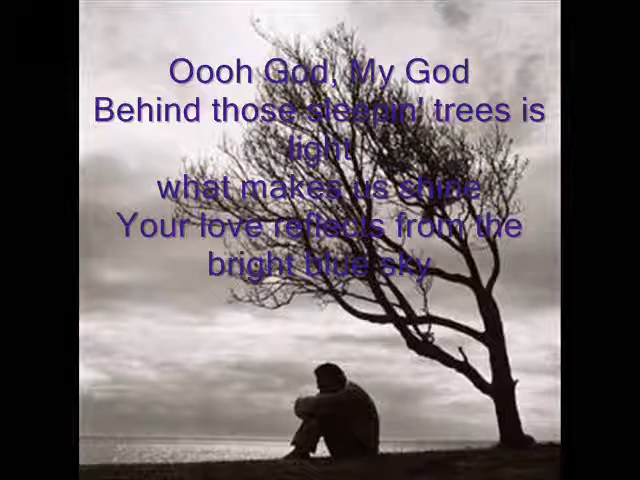 Oooh God, My God
Behind those sleepin' trees is
light
what makes us shine
Your love reflects from the
bright blue sky